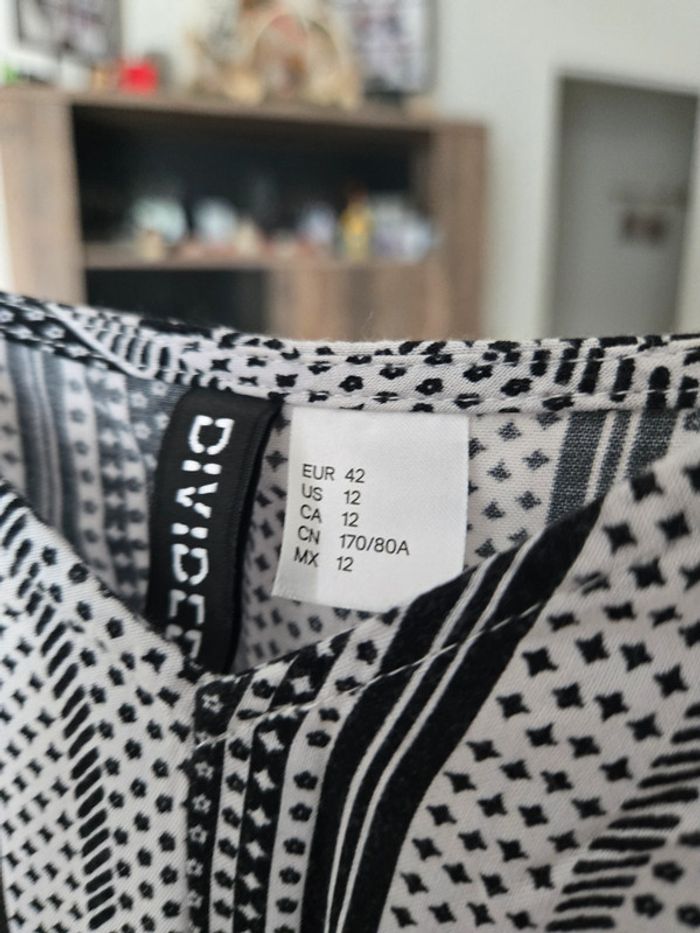 DIVIDED
EUR 42
US 12
CA 12
CN 170/80A
MX 12